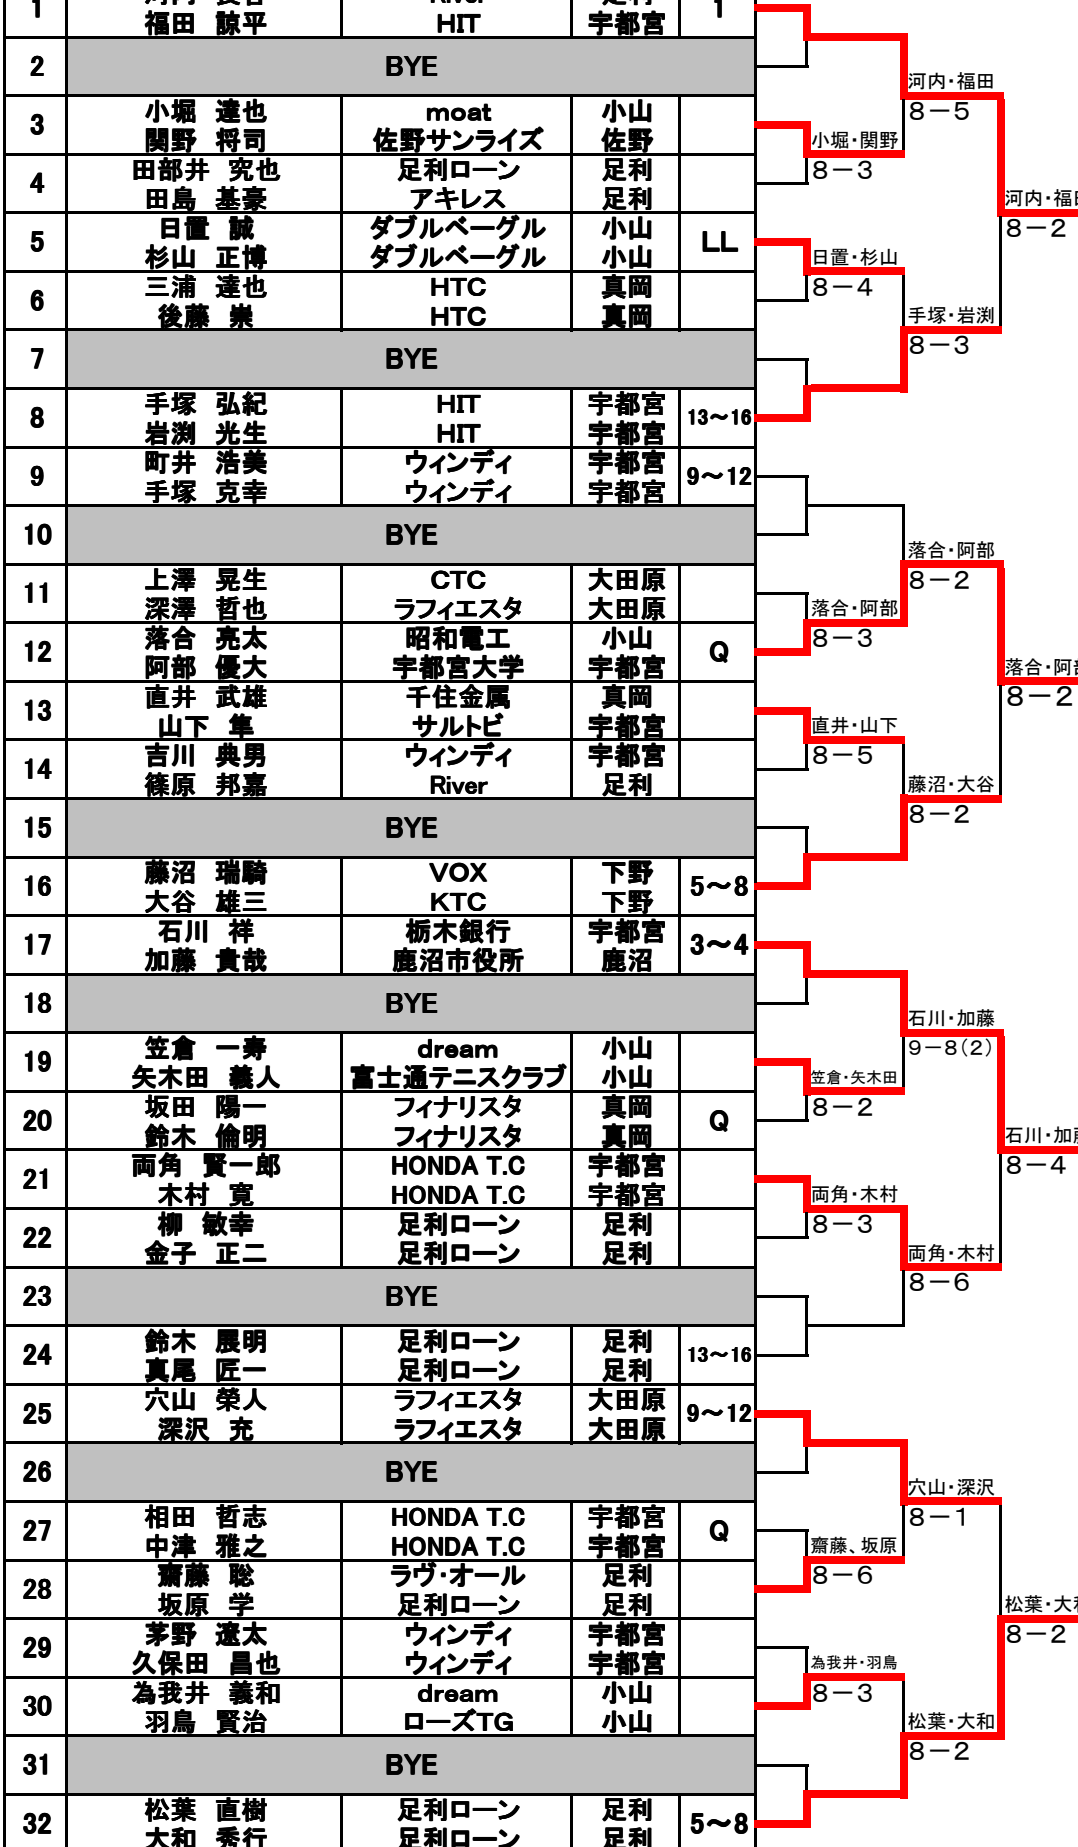 1 River 足利 1
福田 諒平 HIT 宇都宮
2 BYE
河内・福田
8－5
3 小堀 達也 moat 小山
関野 将司 佐野サンライズ 佐野
小堀・関野
8－3
4 田部井 究也 足利ローン 足利
田島 基豪 アキレス 足利
河内・福田
8－2
5 日置 誠 ダブルベーグル 小山 LL
杉山 正博 ダブルベーグル 小山
日置・杉山
8－4
6 三浦 達也 HTC 真岡
後藤 崇 HTC 真岡
手塚・岩渕
8－3
7 BYE
8 手塚 弘紀 HIT 宇都宮 13～16
岩渕 光生 HIT 宇都宮
9 町井 浩美 ウィンディ 宇都宮 9～12
手塚 克幸 ウィンディ 宇都宮
10 BYE
落合・阿部
8－2
11 上澤 晃生 CTC 大田原
深澤 哲也 ラフィエスタ 大田原
落合・阿部
8－3
12 落合 亮太 昭和電工 小山 Q
阿部 優大 宇都宮大学 宇都宮
落合・阿部
8－2
13 直井 武雄 千住金属 真岡
山下 隼 サルトビ 宇都宮
直井・山下
8－5
14 吉川 典男 ウィンディ 宇都宮
篠原 邦嘉 River 足利
藤沼・大谷
8－2
15 BYE
16 藤沼 瑞騎 VOX 下野 5～8
大谷 雄三 KTC 下野
17 石川 祥 栃木銀行 宇都宮 3～4
加藤 貴哉 鹿沼市役所 鹿沼
18 BYE
石川・加藤
9－8(2)
19 笠倉 一寿 dream 小山
矢木田 義人 富士通テニスクラブ 小山
笠倉・矢木田
8－2
20 坂田 陽一 フィナリスタ 真岡 Q
鈴木 倫明 フィナリスタ 真岡
石川・加藤
8－4
21 両角 賢一郎 HONDA T.C 宇都宮
木村 寛 HONDA T.C 宇都宮
両角・木村
8－3
22 柳 敏幸 足利ローン 足利
金子 正二 足利ローン 足利
両角・木村
8－6
23 BYE
24 鈴木 展明 足利ローン 足利 13～16
真尾 匠一 足利ローン 足利
25 穴山 榮人 ラフィエスタ 大田原 9～12
深沢 充 ラフィエスタ 大田原
26 BYE
穴山・深沢
8－1
27 相田 哲志 HONDA T.C 宇都宮 Q
中津 雅之 HONDA T.C 宇都宮
齋藤、坂原
8－6
28 齋藤 聡 ラヴ・オール 足利
坂原 学 足利ローン 足利
松葉・大和
8－2
29 茅野 遼太 ウィンディ 宇都宮
久保田 昌也 ウィンディ 宇都宮
為我井・羽鳥
8－3
30 為我井 義和 dream 小山
羽鳥 賢治 ローズTG 小山
松葉・大和
8－2
31 BYE
32 松葉 直樹 足利ローン 足利 5～8
大和 秀行 足利ローン 足利